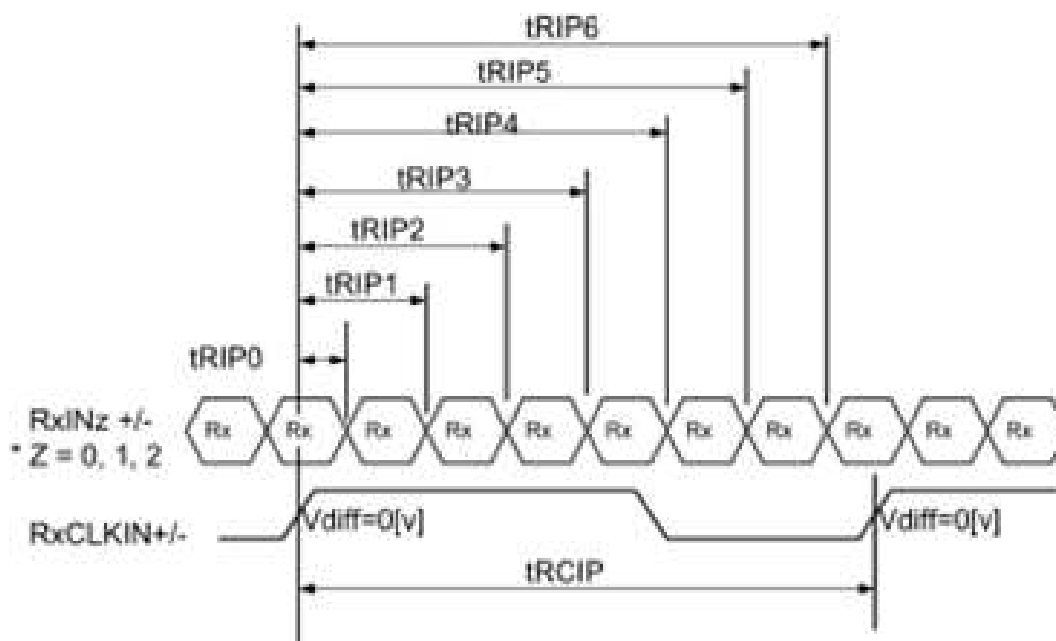 tRIP6
tRIP5
tRIP4
tRIP3
tRIP2
tRIP1
tRIP0
RxINz +/-
* Z = 0, 1, 2
Rx Rx Rx Rx Rx Rx Rx Rx Rx Rx Rx
RxCLKIN+/-
Vdiff=0[v] Vdiff=0[v]
tRCIP